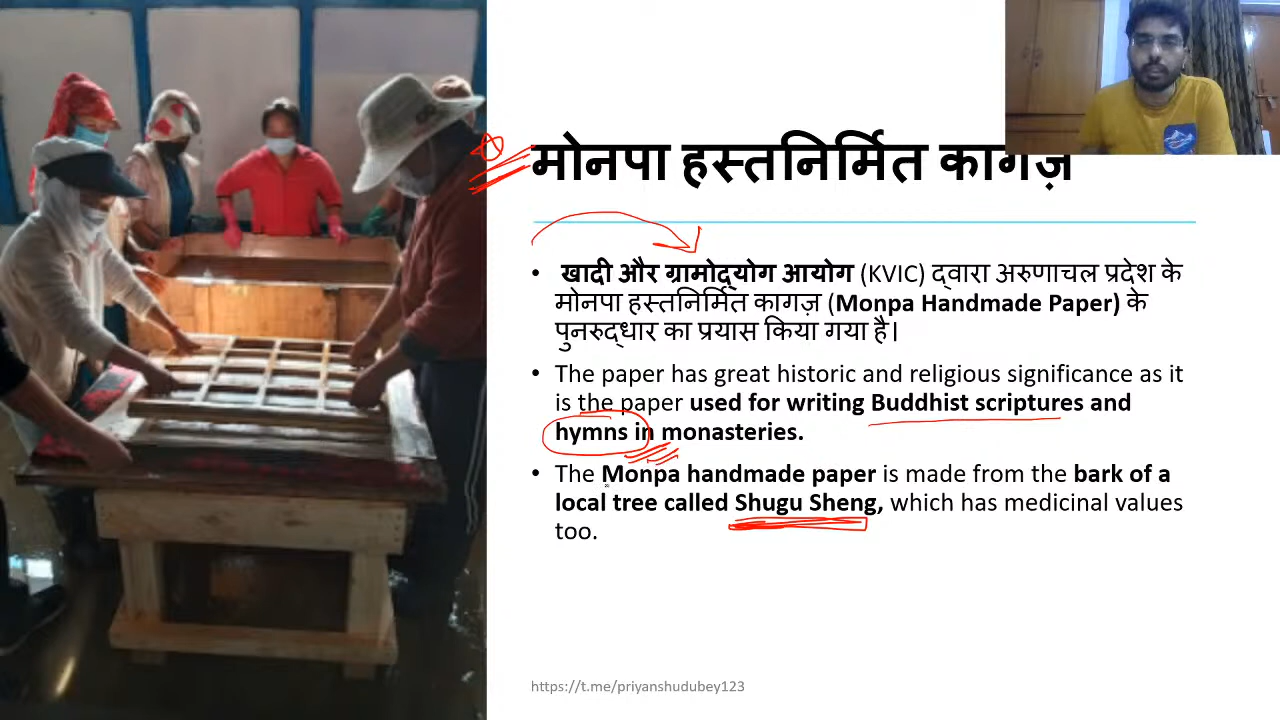 मोनपा हस्तनिर्मित कागज़
• खादी और ग्रामोद्योग आयोग (KVIC) द्वारा अरुणाचल प्रदेश के
मोनपा हस्तनिर्मित कागज़ (Monpa Handmade Paper) के
पुनरुद्धार का प्रयास किया गया है।
• The paper has great historic and religious significance as it
is the paper used for writing Buddhist scriptures and
hymns in monasteries.
• The Monpa handmade paper is made from the bark of a
local tree called Shugu Sheng, which has medicinal values
too.
https://t.me/priyanshudubey123